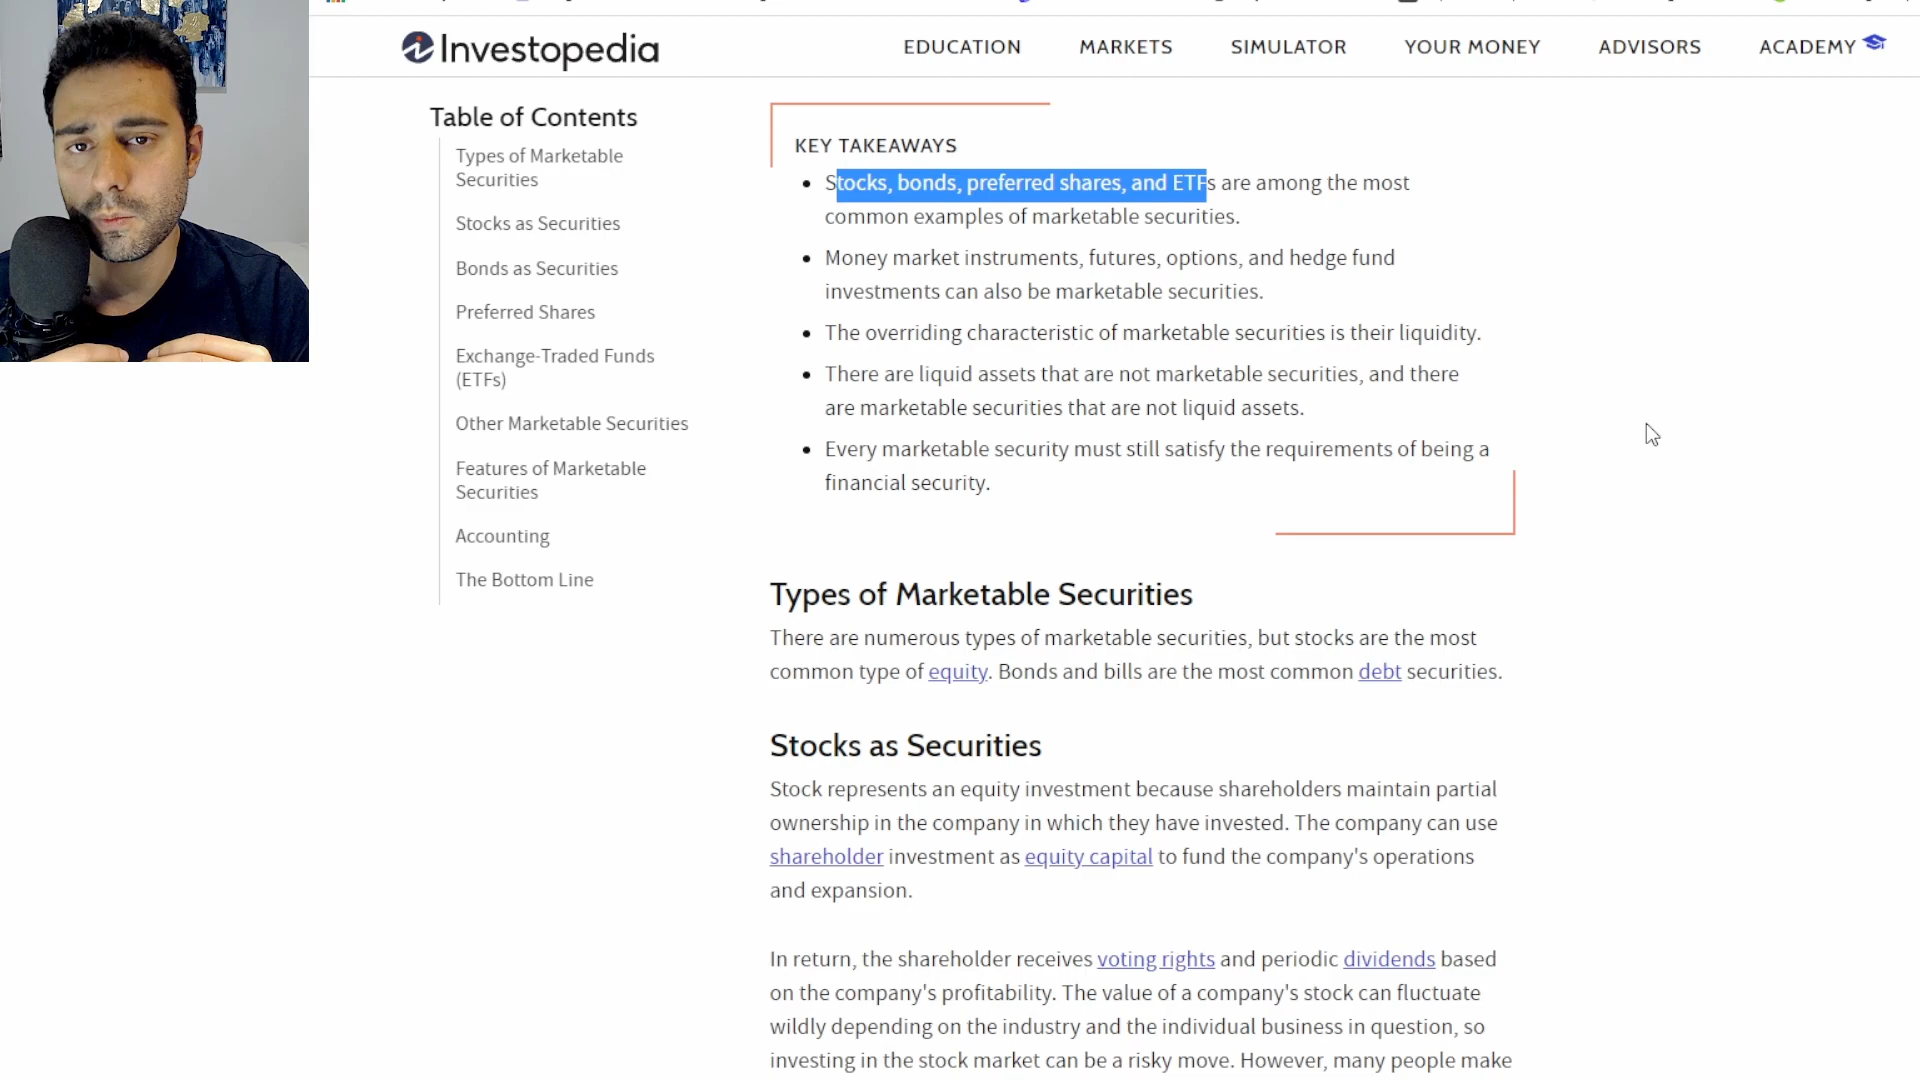 Investopedia
EDUCATION
MARKETS
SIMULATOR
YOUR MONEY
ADVISORS
ACADEMY
Table of Contents
Types of Marketable
Securities
Stocks as Securities
Bonds as Securities
Preferred Shares
Exchange-Traded Funds
(ETFs)
Other Marketable Securities
Features of Marketable
Securities
Accounting
The Bottom Line
KEY TAKEAWAYS
• Stocks, bonds, preferred shares, and ETFs are among the most
common examples of marketable securities.
• Money market instruments, futures, options, and hedge fund
investments can also be marketable securities.
• The overriding characteristic of marketable securities is their liquidity.
• There are liquid assets that are not marketable securities, and there
are marketable securities that are not liquid assets.
• Every marketable security must still satisfy the requirements of being a
financial security.
Types of Marketable Securities
There are numerous types of marketable securities, but stocks are the most
common type of equity. Bonds and bills are the most common debt securities.
Stocks as Securities
Stock represents an equity investment because shareholders maintain partial
ownership in the company in which they have invested. The company can use
shareholder investment as equity capital to fund the company's operations
and expansion.
In return, the shareholder receives voting rights and periodic dividends based
on the company's profitability. The value of a company's stock can fluctuate
wildly depending on the industry and the individual business in question, so
investing in the stock market can be a risky move. However, many people make